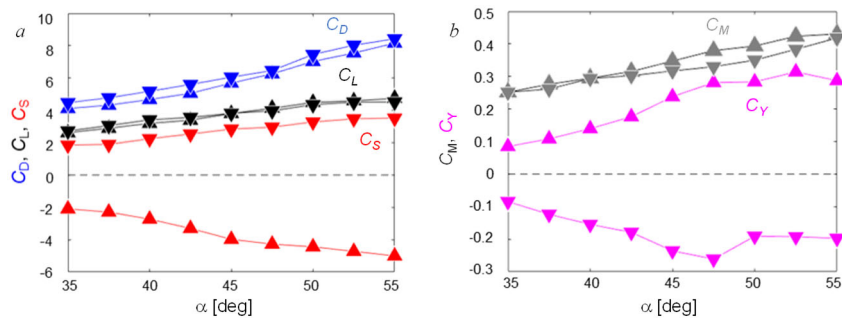 a
10
8
6
4
2
0
-2
-4
-6
C_D, C_L, C_S
C_D
C_L
C_S
35 40 45 50 55
α [deg]
b
0.5
0.4
0.3
0.2
0.1
0
-0.1
-0.2
-0.3
C_M, C_Y
C_M
C_Y
35 40 45 50 55
α [deg]